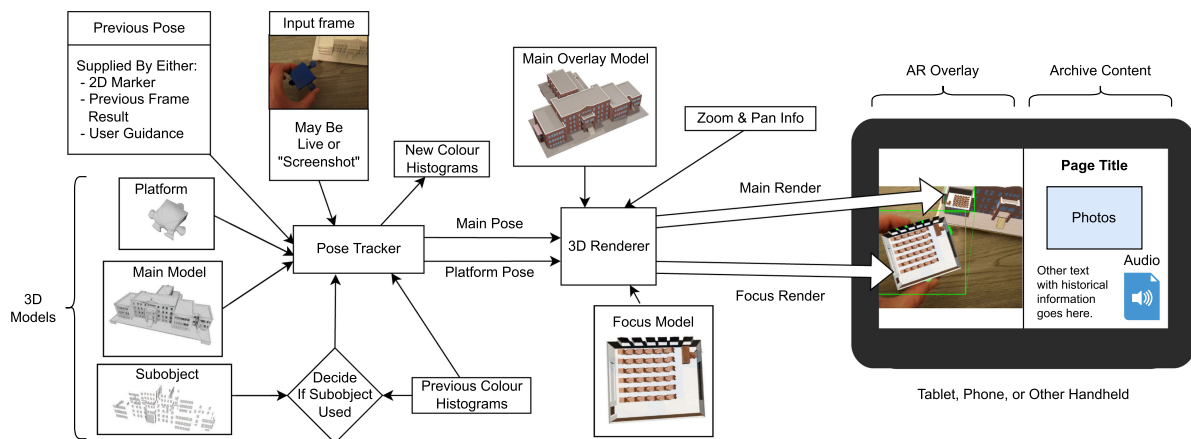 Previous Pose
Supplied By Either:
- 2D Marker
- Previous Frame
Result
- User Guidance
Input frame
May Be
Live or
"Screenshot"
New Colour
Histograms
3D
Models
Platform
Main Model
Subobject
Pose Tracker
Decide
If Subobject
Used
Previous Colour
Histograms
Main Pose
Platform Pose
Main Overlay Model
Zoom & Pan Info
3D Renderer
Focus Model
Main Render
Focus Render
AR Overlay
Archive Content
Page Title
Photos
Audio
Other text
with historical
information
goes here.
Tablet, Phone, or Other Handheld